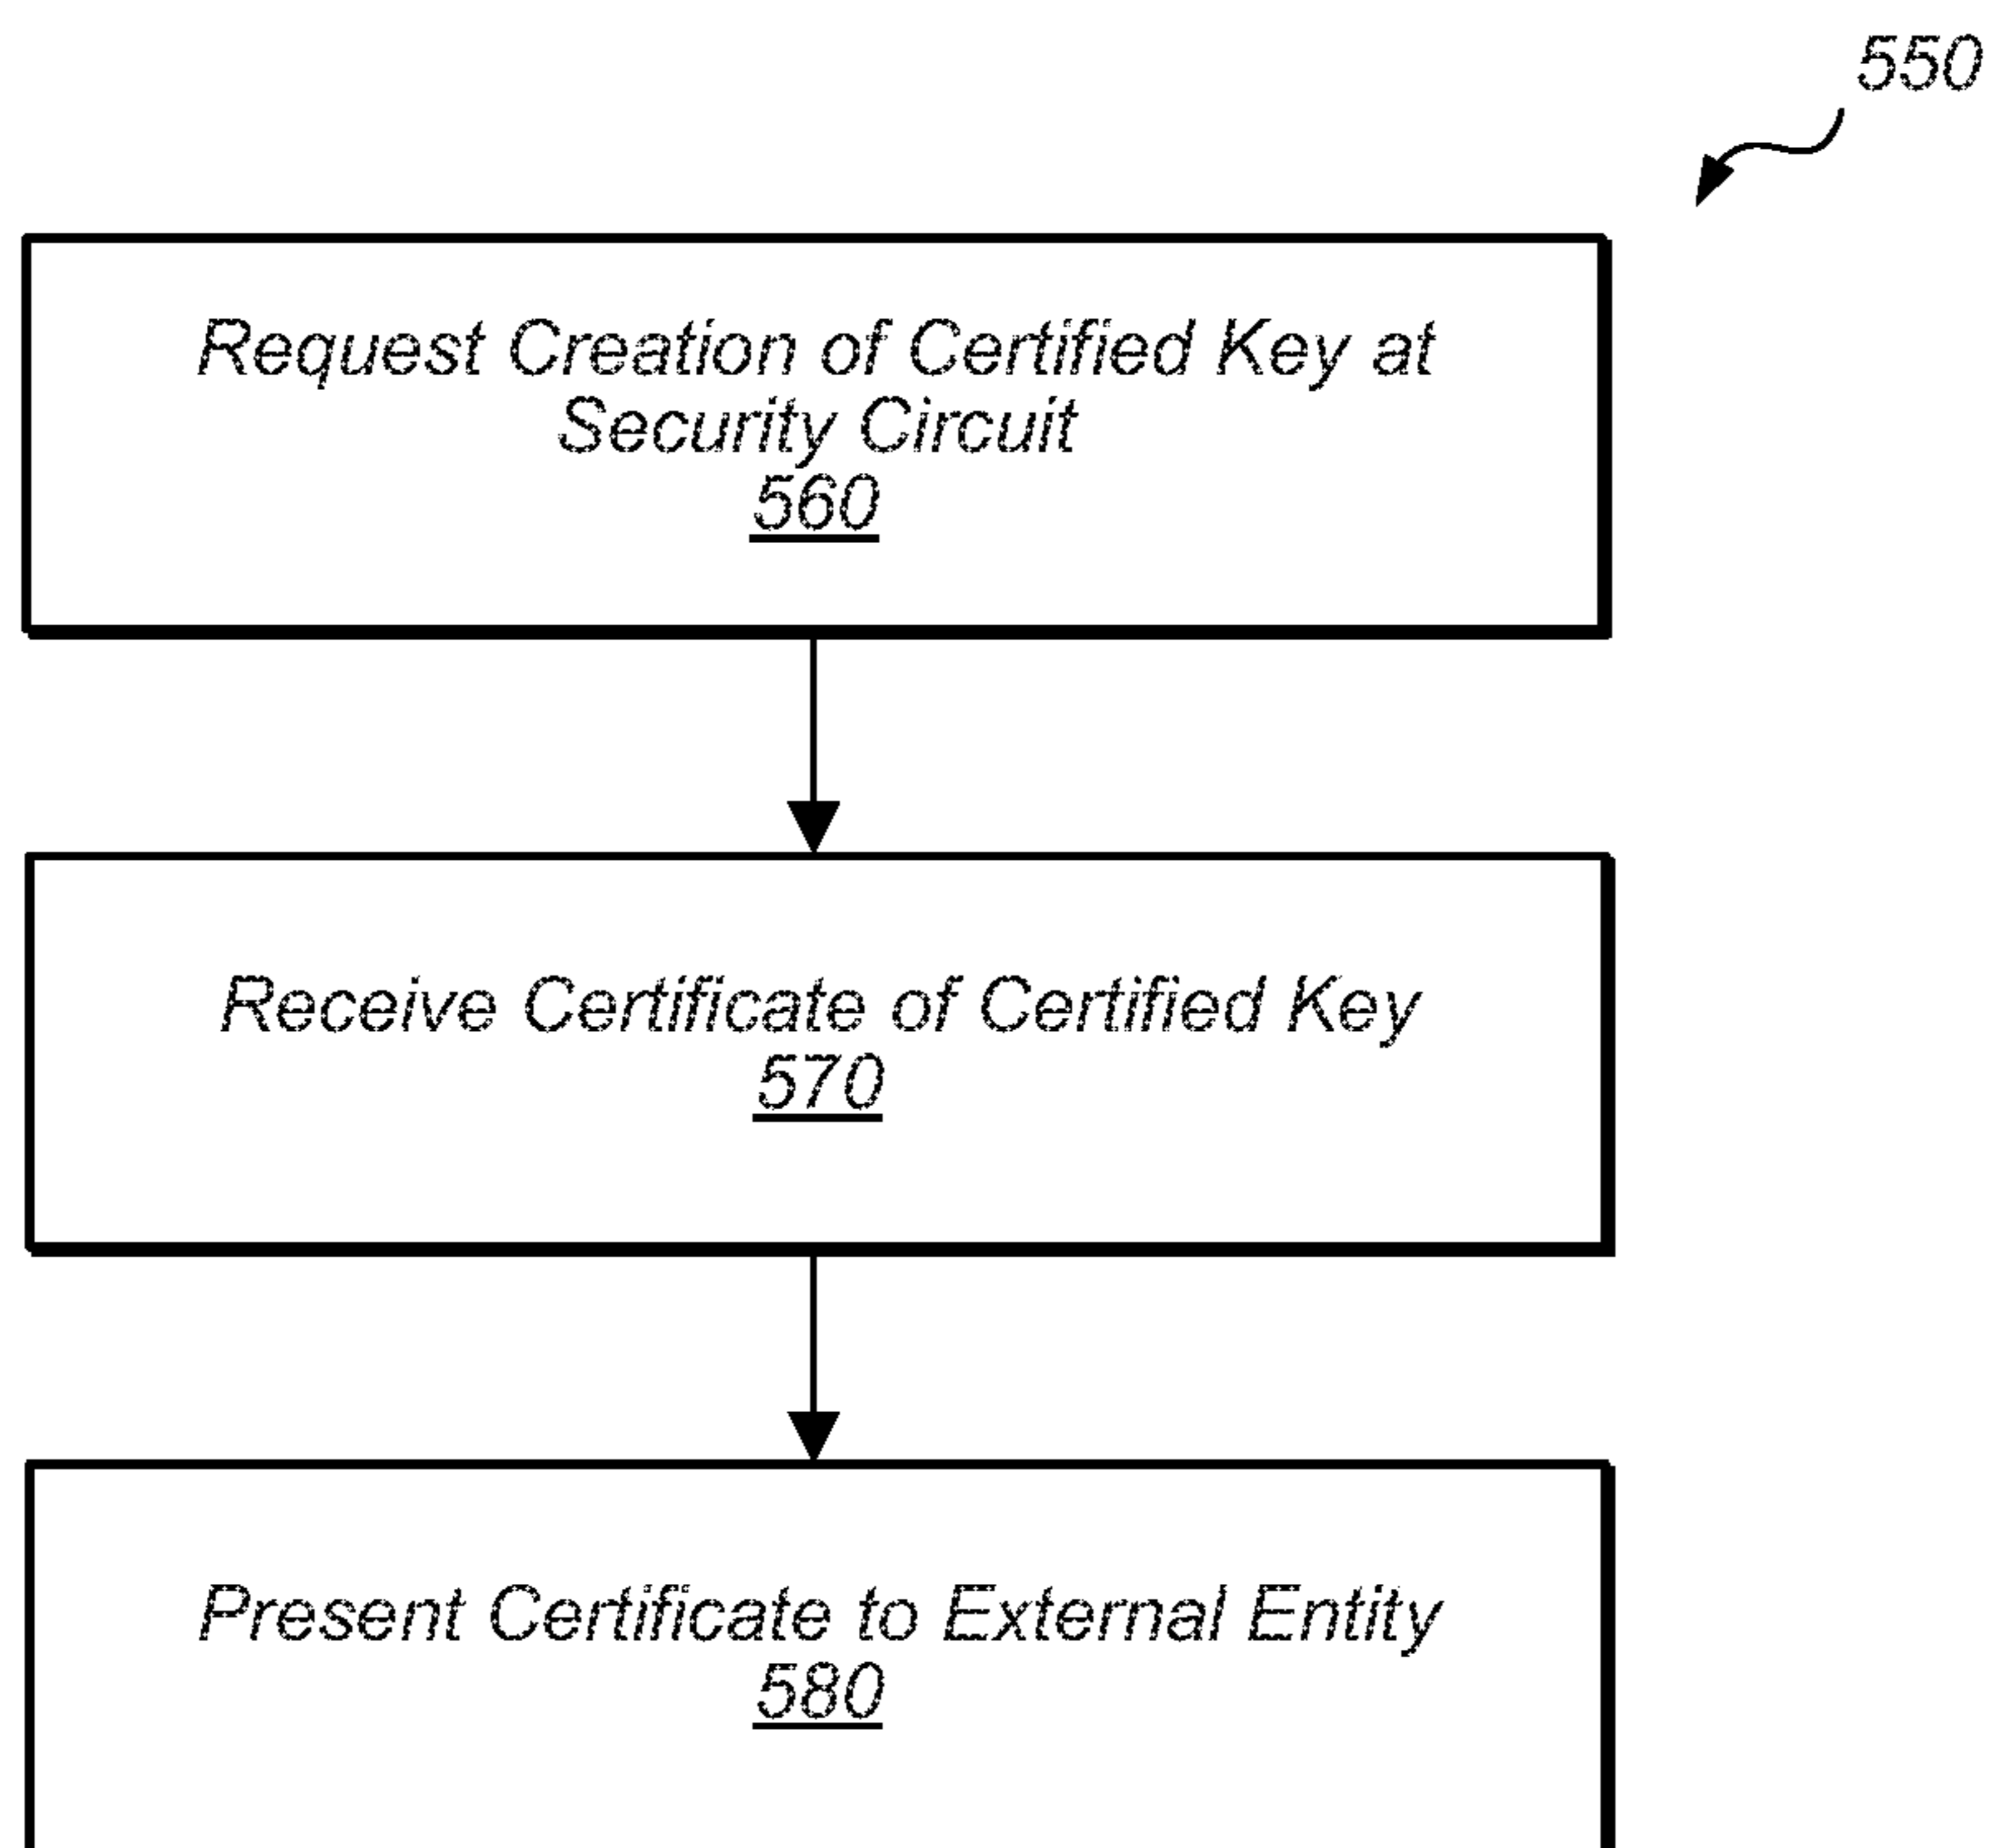 550
Request Creation of Certified Key at
Security Circuit
560
Receive Certificate of Certified Key
570
Present Certificate to External Entity
580